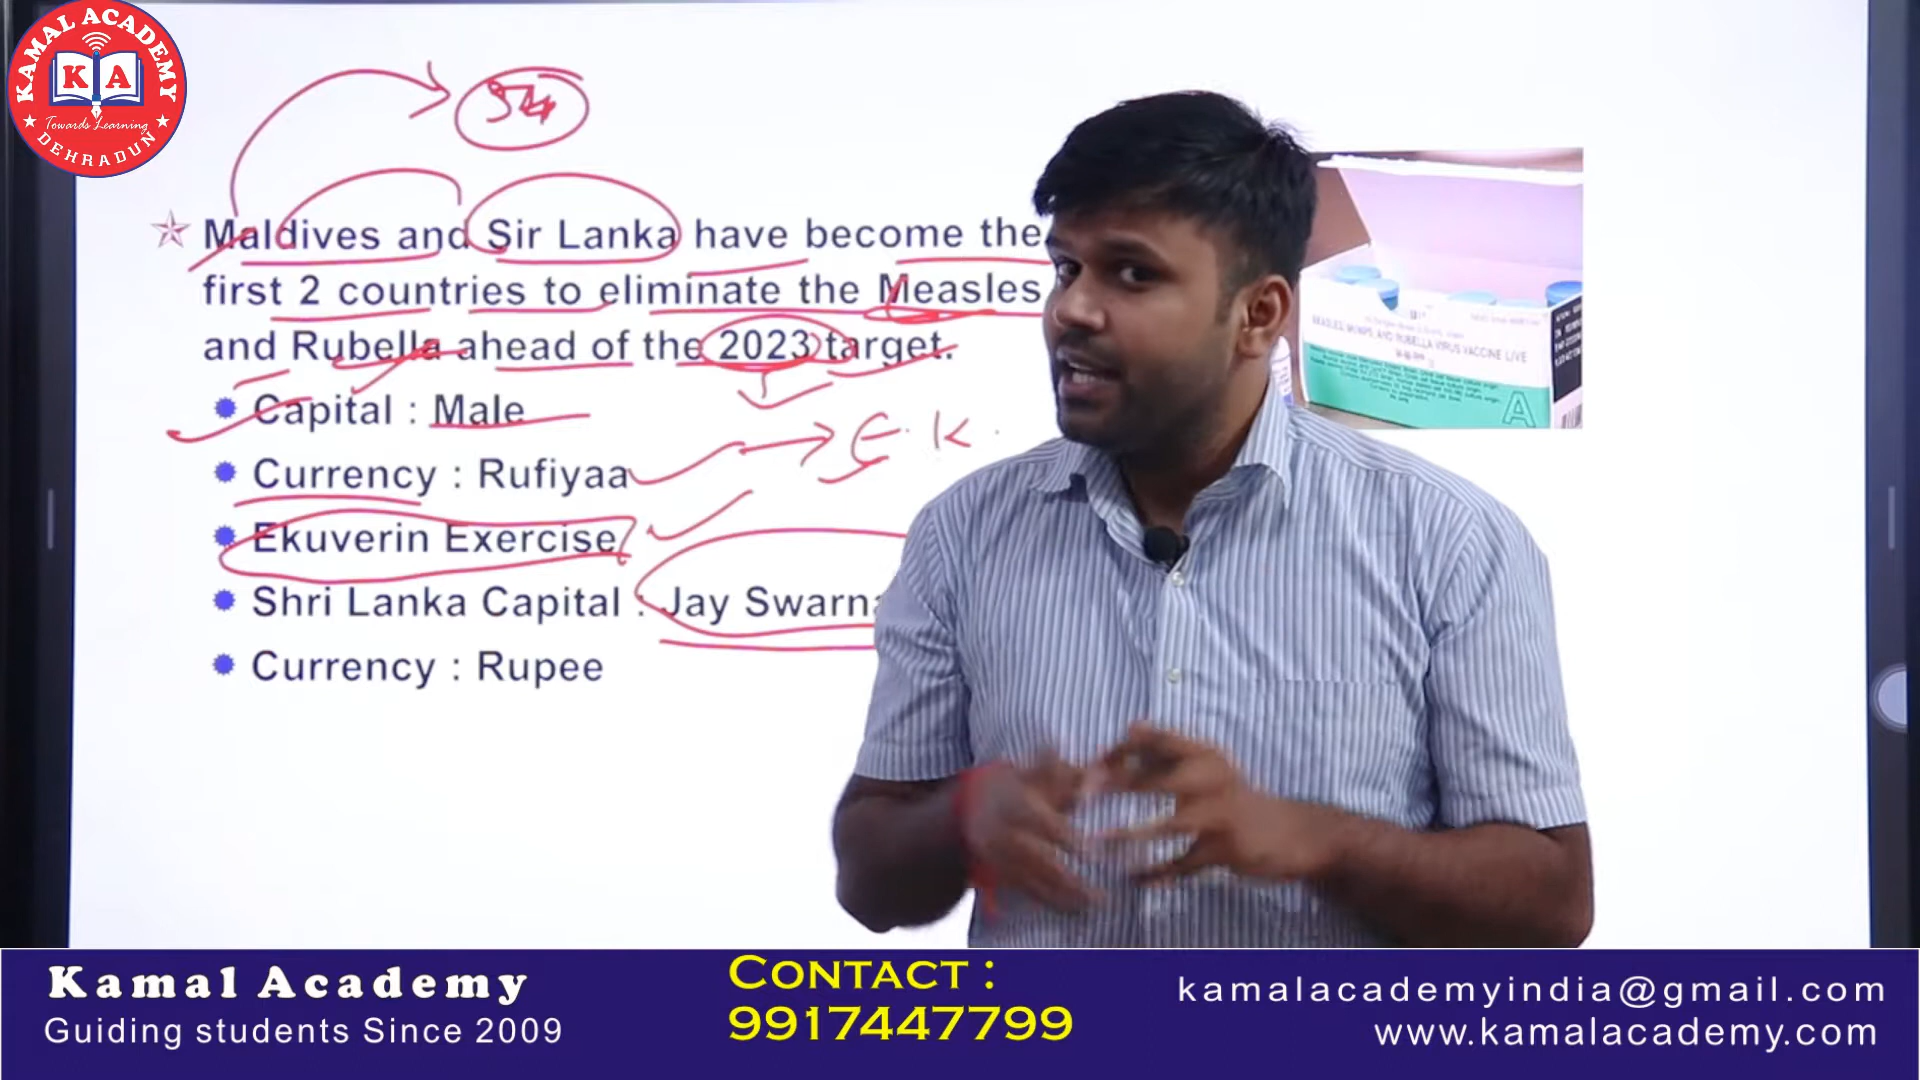 KAMAL ACADEMY
K A
Towards Learning
DEHRADUN
Maldives and Sir Lanka have become the
first 2 countries to eliminate the Measles
and Rubella ahead of the 2023 target.
Capital : Male
Currency : Rufiyaa
E. K.
Ekuverin Exercise
Shri Lanka Capital : Jay Swarna
Currency : Rupee
MEASLES, MUMPS, AND RUBELLA VIRUS VACCINE LIVE
A
Kamal Academy
Guiding students Since 2009
CONTACT :
9917447799
kamalacademyindia@gmail.com
www.kamalacademy.com